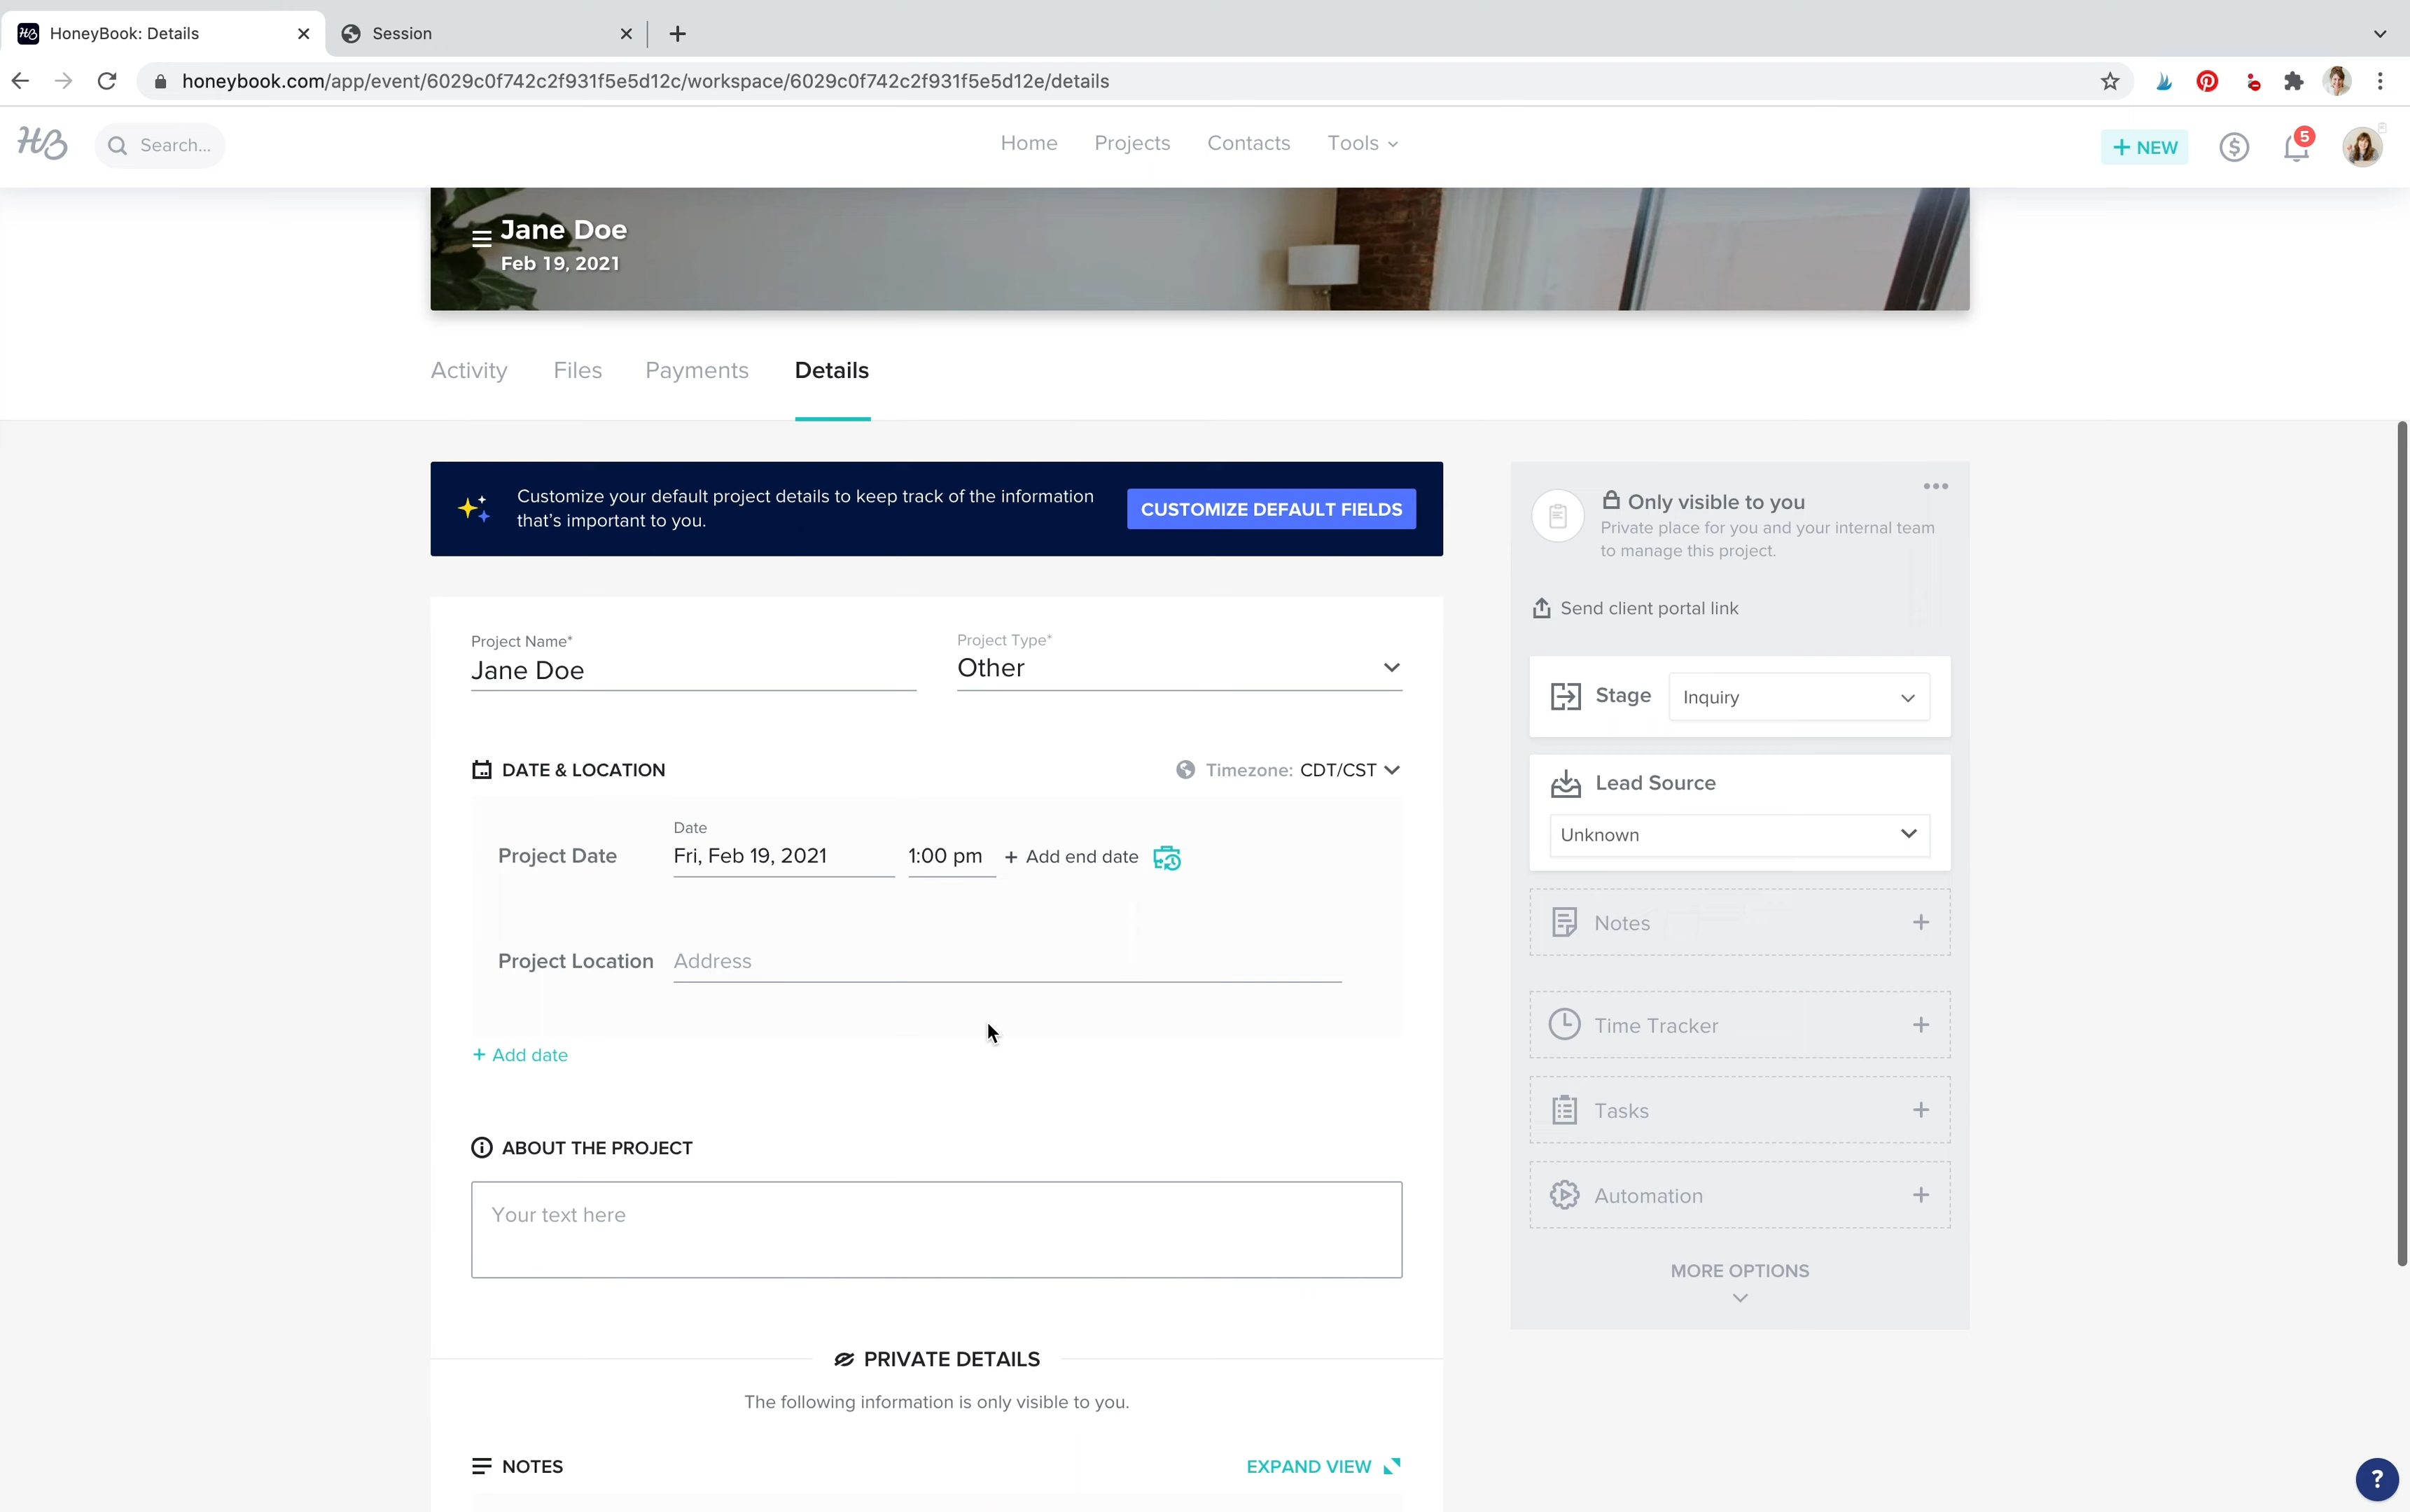 HoneyBook: Details
Session
honeybook.com/app/event/6029c0f742c2f931f5e5d12c/workspace/6029c0f742c2f931f5e5d12e/details
HB
Search...
Home
Projects
Contacts
Tools
+ NEW
5
Jane Doe
Feb 19, 2021
Activity
Files
Payments
Details
Customize your default project details to keep track of the information
that's important to you.
CUSTOMIZE DEFAULT FIELDS
Only visible to you
Private place for you and your internal team
to manage this project.
Send client portal link
Project Name*
Jane Doe
Project Type*
Other
Stage
Inquiry
DATE & LOCATION
Timezone: CDT/CST
Lead Source
Unknown
Date
Project Date
Fri, Feb 19, 2021
1:00 pm
+ Add end date
Project Location
Address
Notes
+ Add date
Time Tracker
Tasks
ABOUT THE PROJECT
Your text here
Automation
MORE OPTIONS
PRIVATE DETAILS
The following information is only visible to you.
NOTES
EXPAND VIEW
?